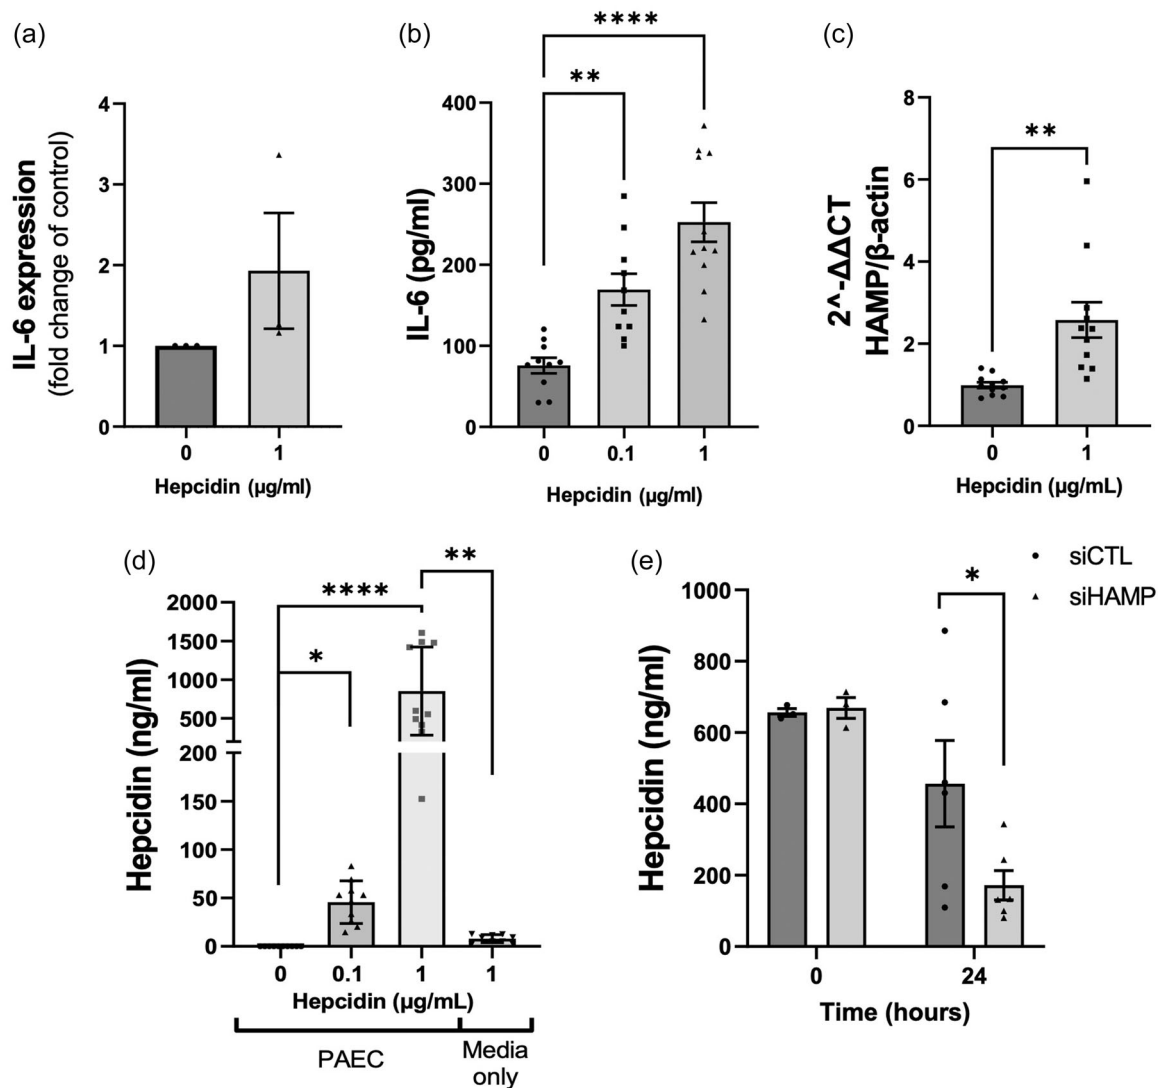 (a)
IL-6 expression
(fold change of control)
4
3
2
1
0
0 1
Hepcidin (µg/ml)
(b)
**
****
IL-6 (pg/ml)
400
300
200
100
0
0 0.1 1
Hepcidin (µg/ml)
(c)
**
2^-ΔΔCT
HAMP/β-actin
8
6
4
2
0
0 1
Hepcidin (µg/mL)
(d)
**
****
*
Hepcidin (ng/ml)
2000
1500
1000
500
200
150
100
50
0
0 0.1 1 1
Hepcidin (µg/mL)
PAEC
Media
only
(e)
siCTL
siHAMP
*
Hepcidin (ng/ml)
1000
800
600
400
200
0
0 24
Time (hours)